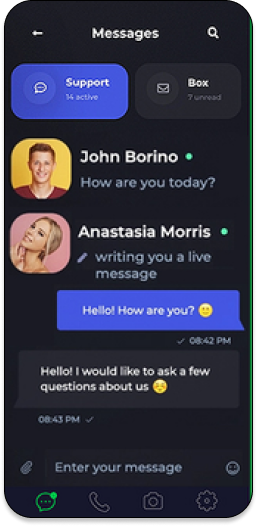 Messages
Support
14 active
Box
7 unread
John Borino
How are you today?
Anastasia Morris
writing you a live
message
Hello! How are you? 🙂
08:42 PM
Hello! I would like to ask a few
questions about us ☺️
08:43 PM
Enter your message